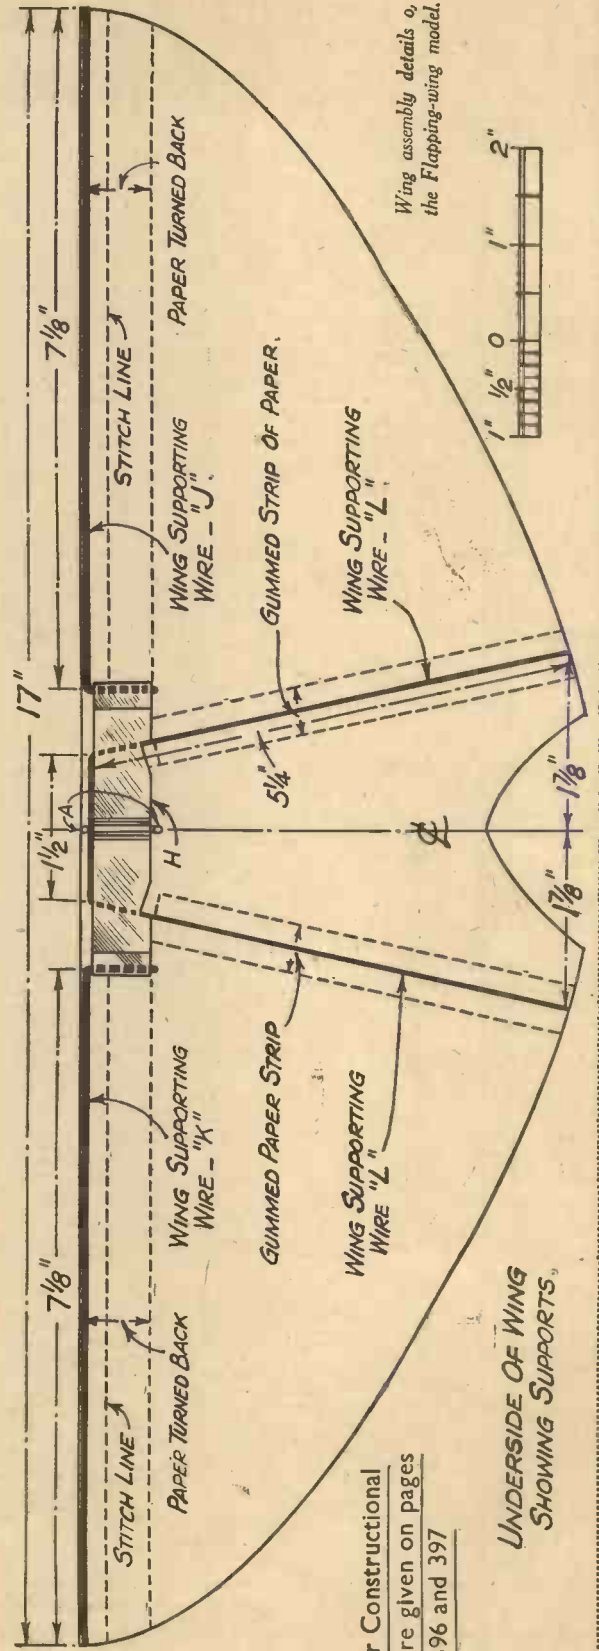 17"
7⅛"
7⅛"
1½"
A
H
STITCH LINE
STITCH LINE
PAPER TURNED BACK
PAPER TURNED BACK
WING SUPPORTING
WIRE - "K"
WING SUPPORTING
WIRE - "J".
GUMMED PAPER STRIP
GUMMED STRIP OF PAPER.
5¼"
WING SUPPORTING
WIRE "L"
WING SUPPORTING
WIRE - "L"
℄
1⅞"
1⅞"
r Constructional
re given on pages
96 and 397
UNDERSIDE OF WING
SHOWING SUPPORTS.
Wing assembly details o,
the Flapping-wing model.
1" ½" 0 1" 2"